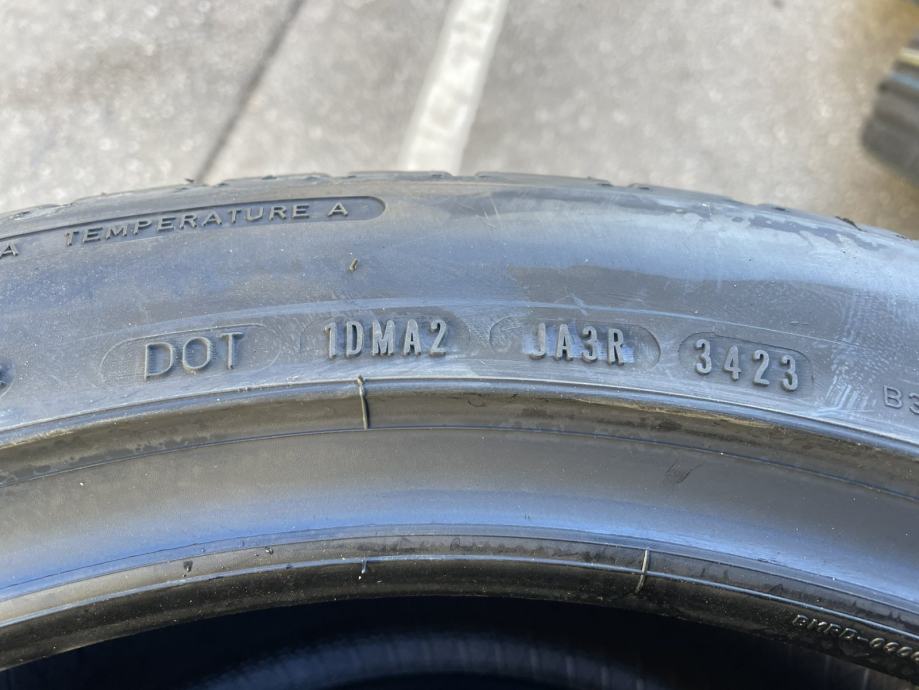 A TEMPERATURE A
DOT 1DMA2 JA3R 3423